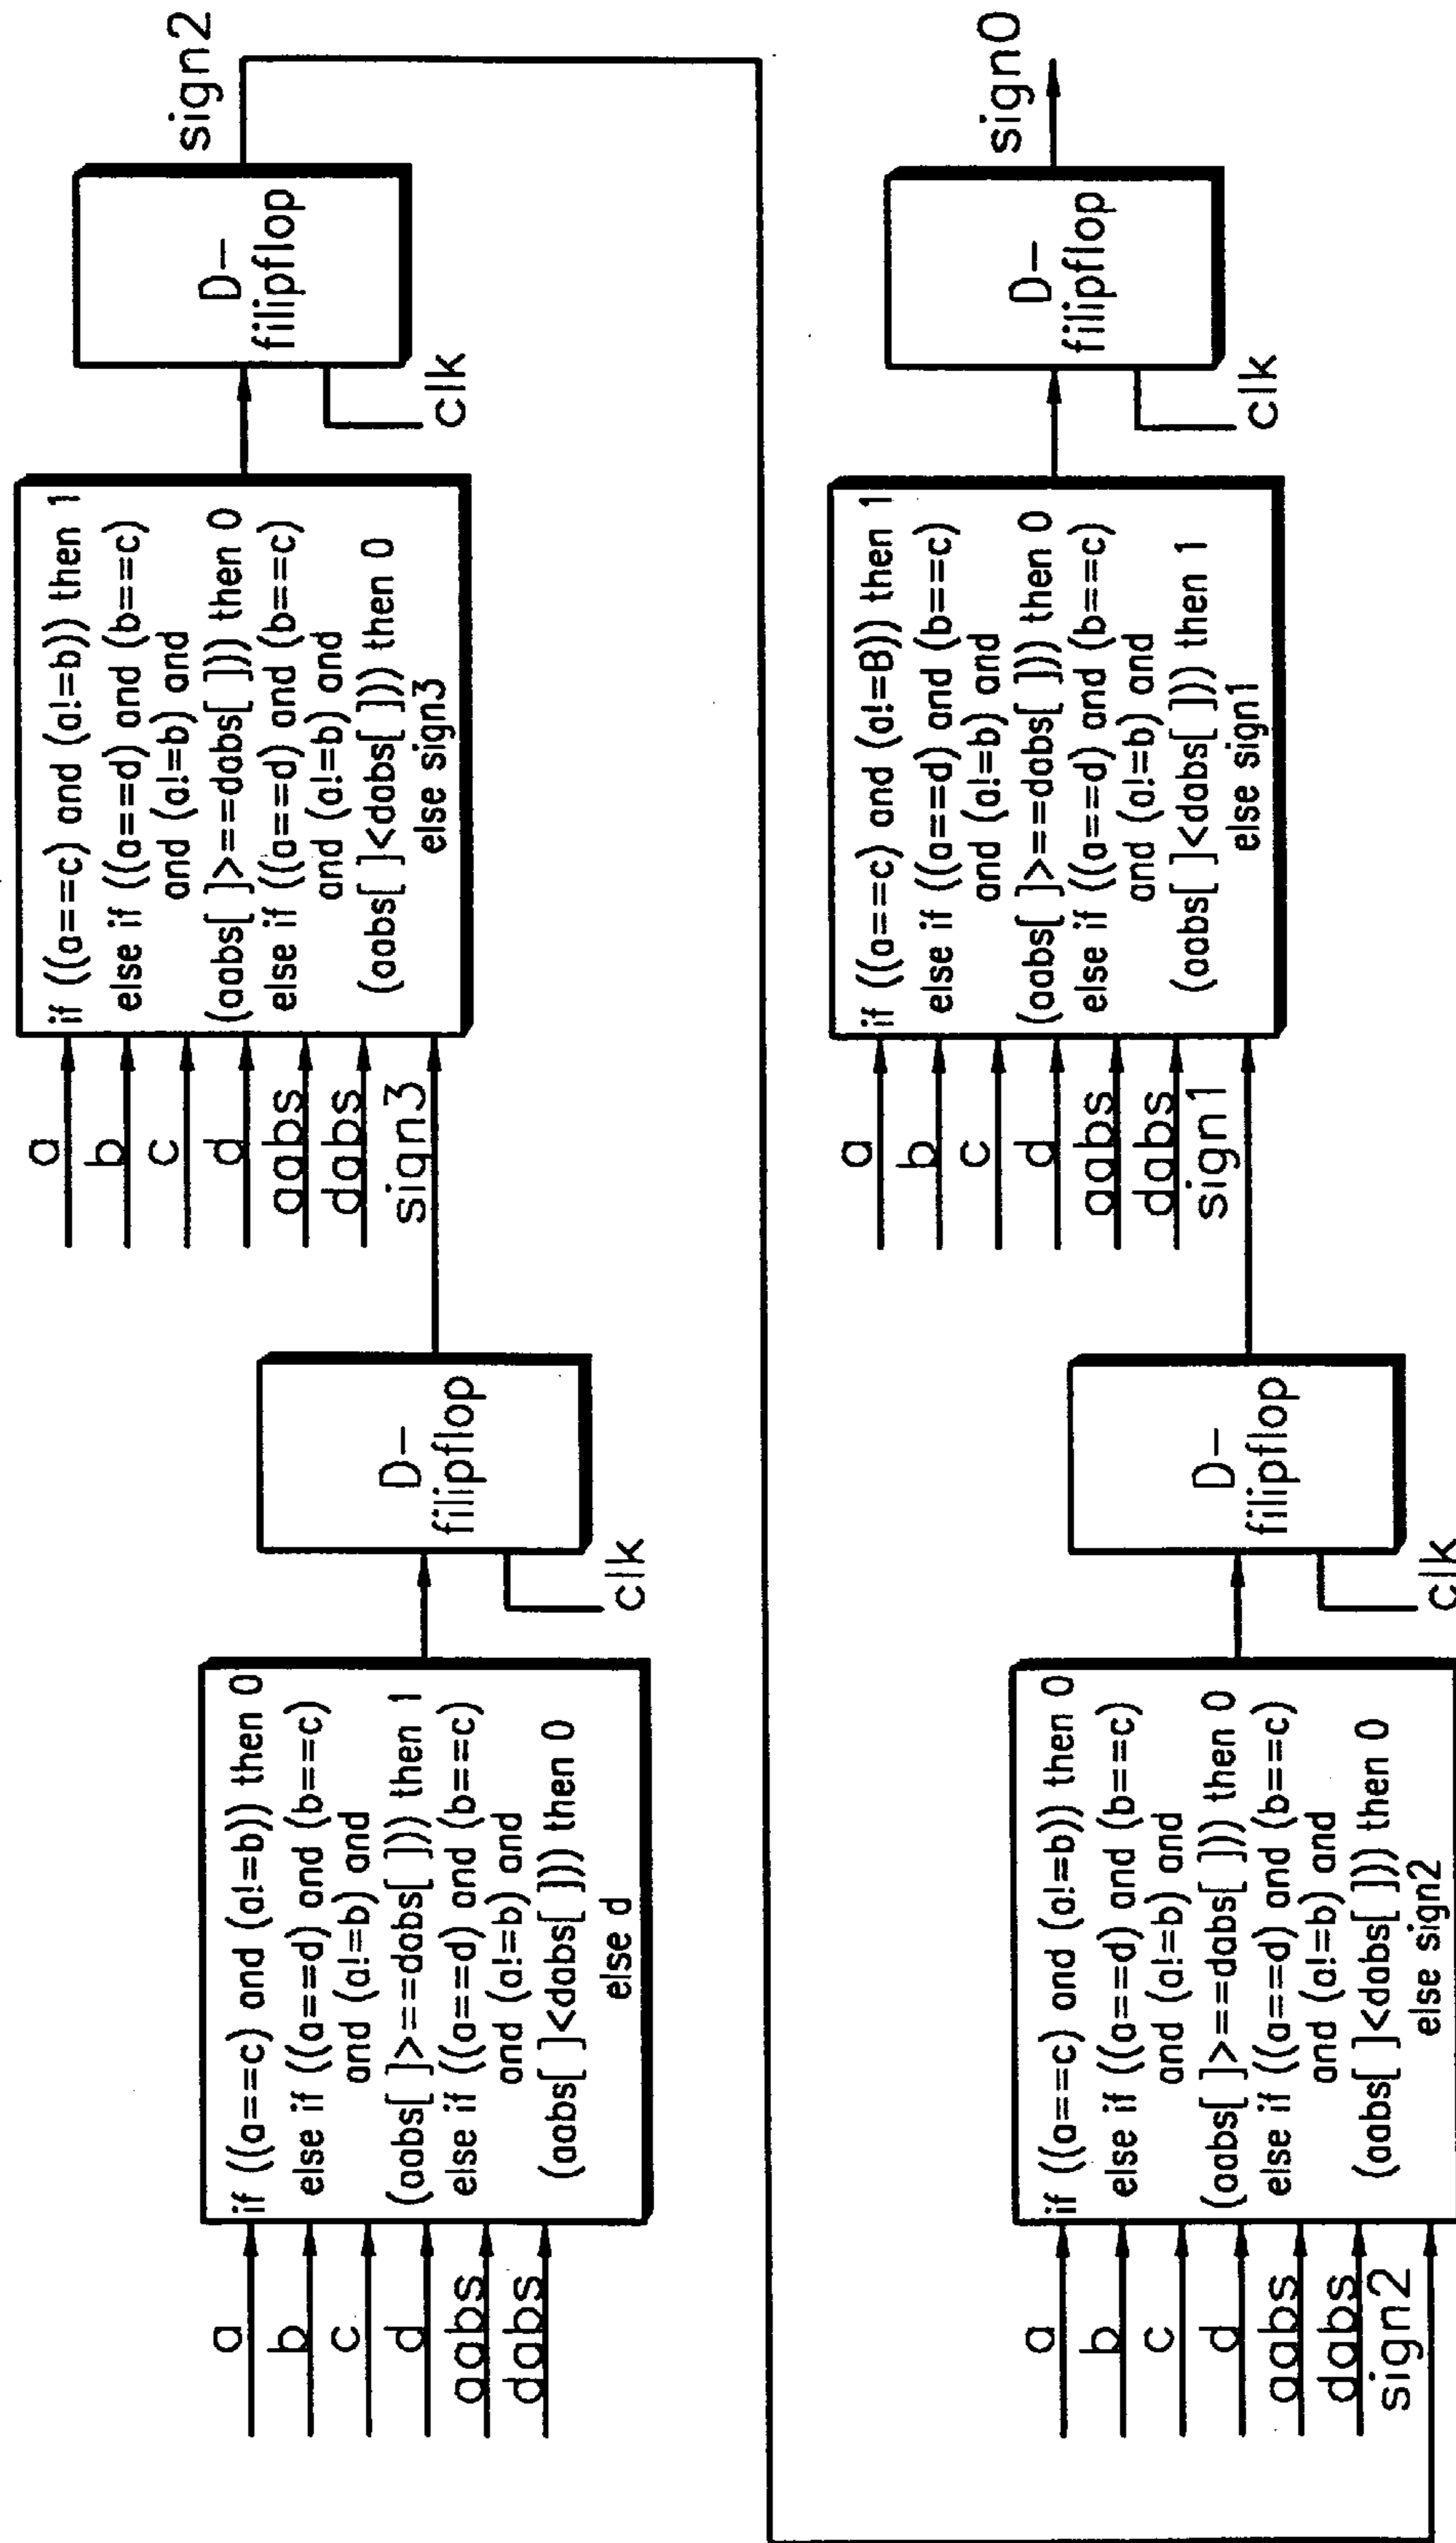 a
b
c
d
aabs
dabs
if ((a==c) and (a!=b)) then 0
else if ((a==d) and (b==c)
and (a!=b) and
(aabs[ ]>==dabs[ ])) then 1
else if ((a==d) and (b==c)
and (a!=b) and
(aabs[ ]<dabs[ ])) then 0
else d
D-
filipflop
clk
a
b
c
d
aabs
dabs
sign3
if ((a==c) and (a!=b)) then 1
else if ((a==d) and (b==c)
and (a!=b) and
(aabs[ ]>==dabs[ ])) then 0
else if ((a==d) and (b==c)
and (a!=b) and
(aabs[ ]<dabs[ ])) then 0
else sign3
D-
filipflop
clk
sign2
a
b
c
d
aabs
dabs
sign2
if ((a==c) and (a!=b)) then 0
else if ((a==d) and (b==c)
and (a!=b) and
(aabs[ ]>==dabs[ ])) then 0
else if ((a==d) and (b==c)
and (a!=b) and
(aabs[ ]<dabs[ ])) then 0
else sign2
D-
filipflop
clk
a
b
c
d
aabs
dabs
sign1
if ((a==c) and (a!=B)) then 1
else if ((a==d) and (b==c)
and (a!=b) and
(aabs[ ]>==dabs[ ])) then 0
else if ((a==d) and (b==c)
and (a!=b) and
(aabs[ ]<dabs[ ])) then 1
else sign1
D-
filipflop
clk
sign0